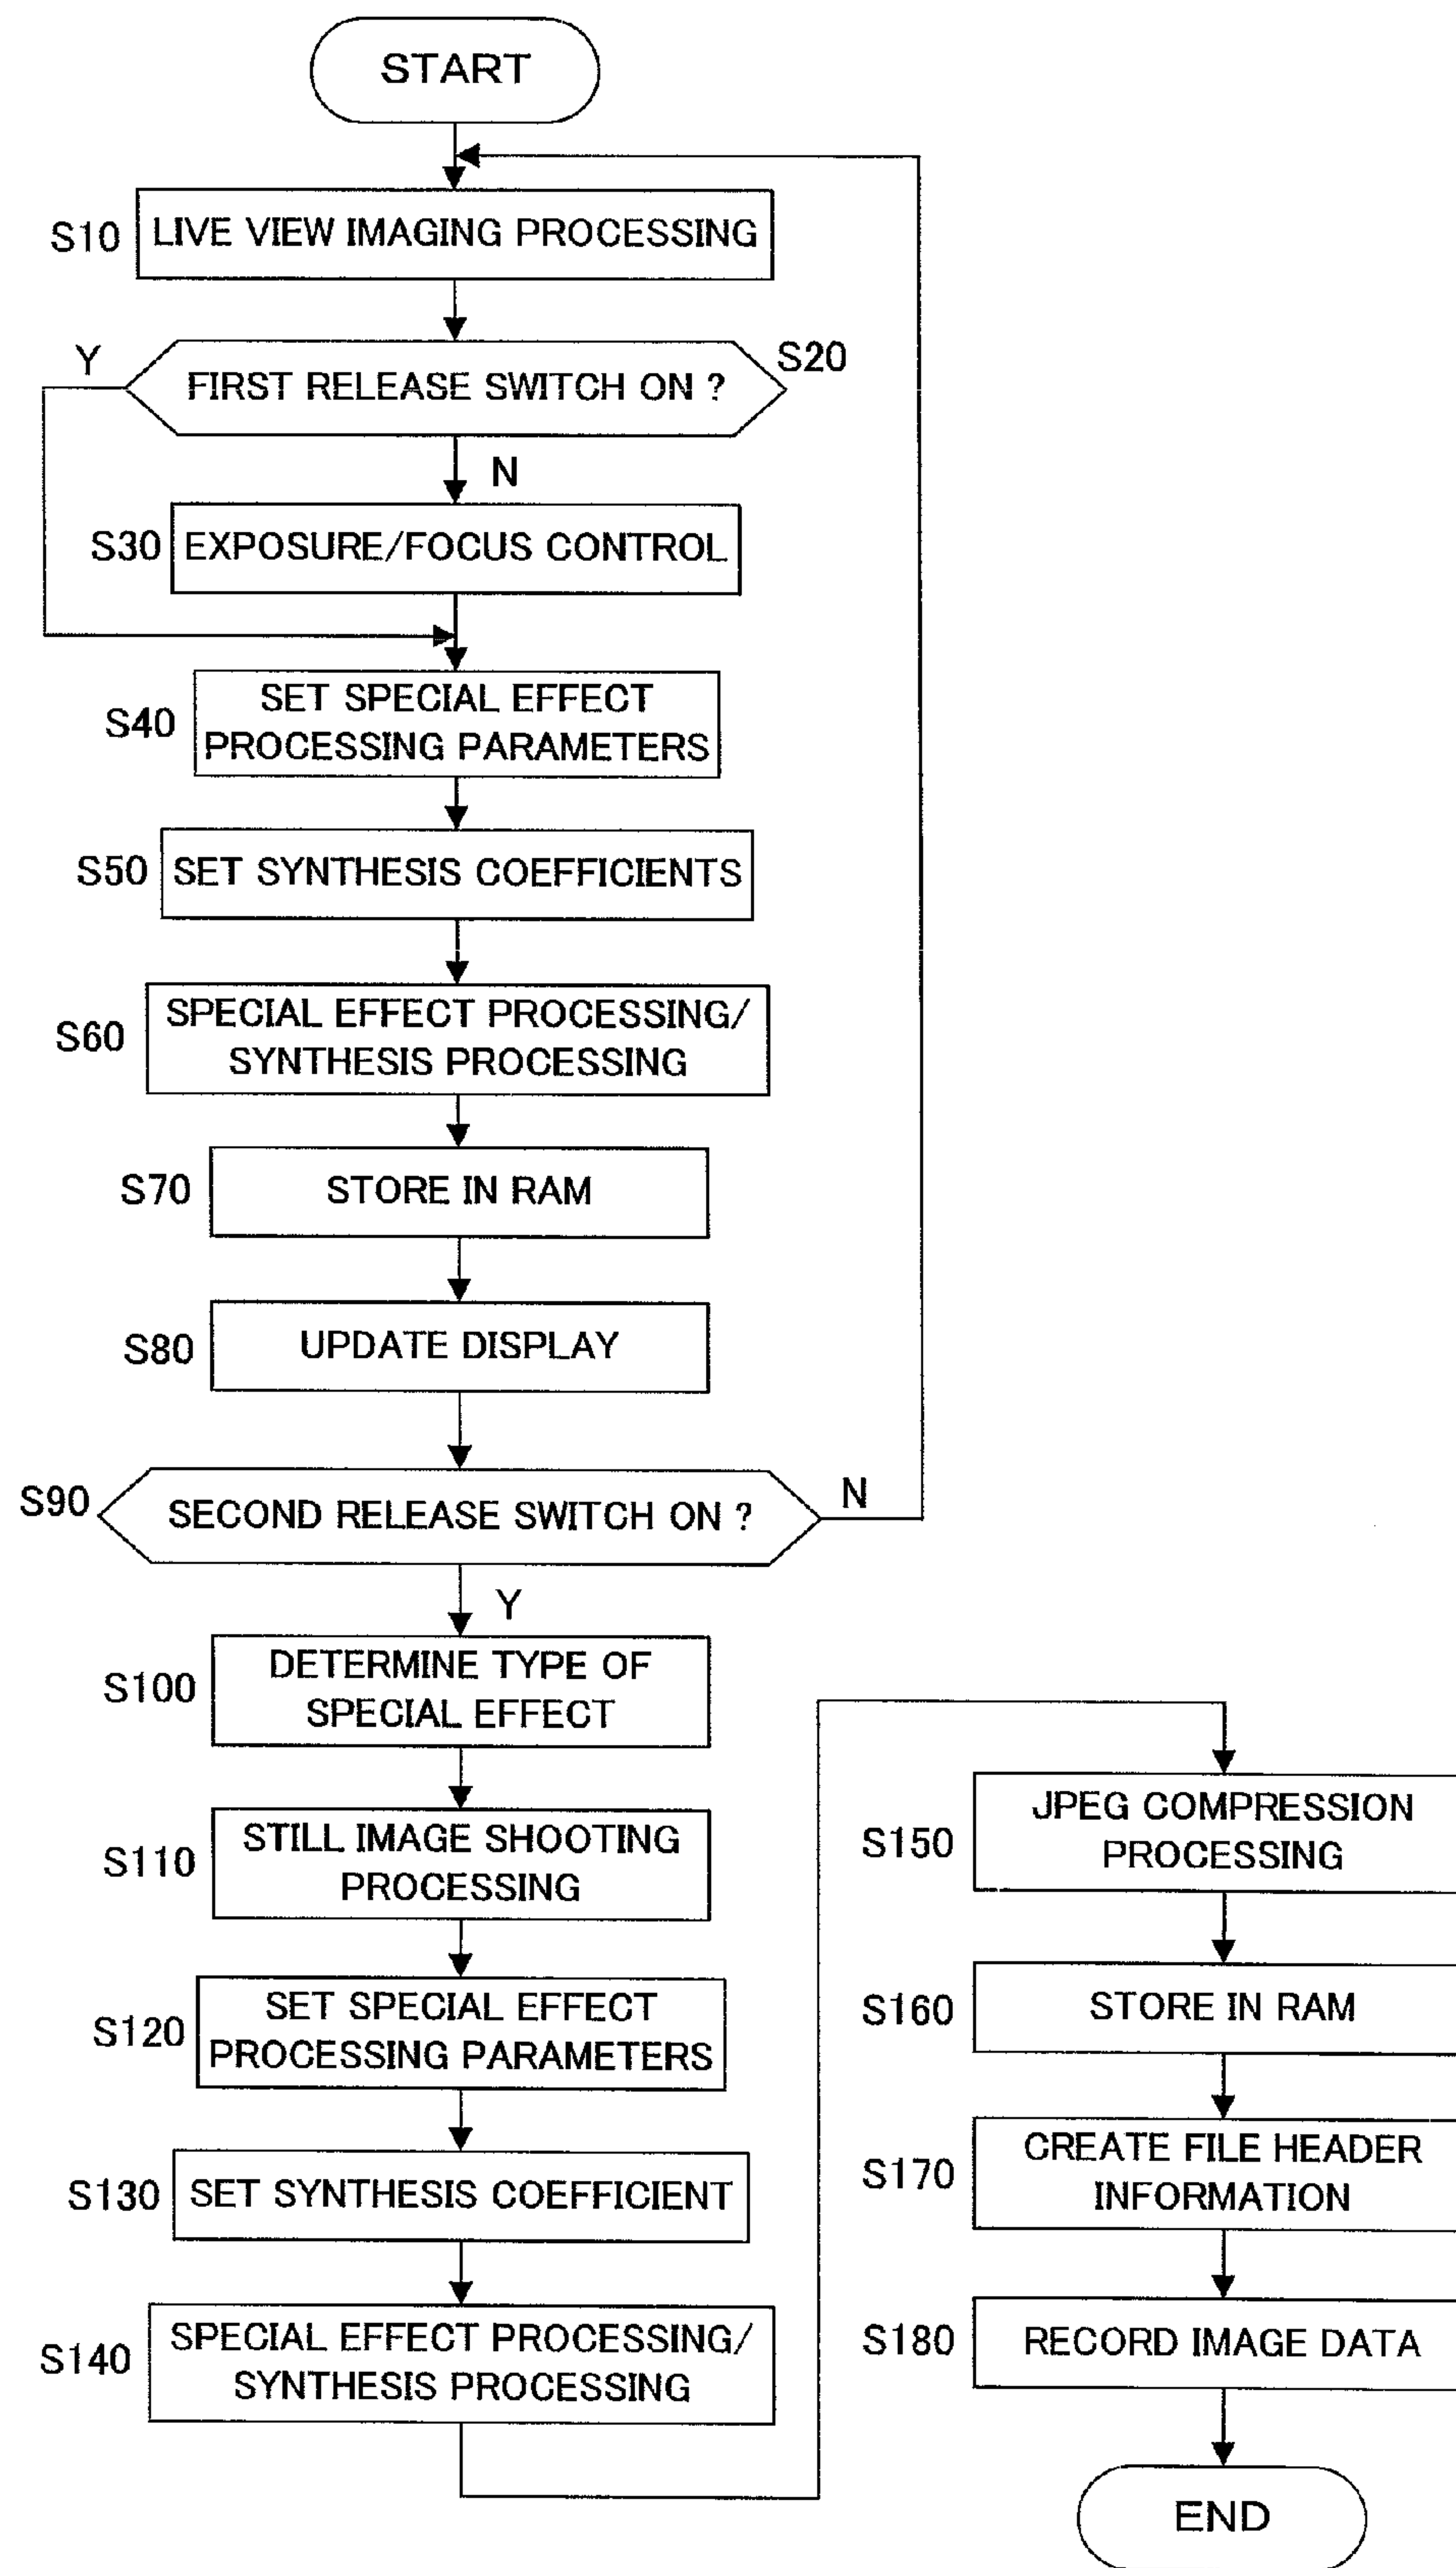 START
S10
LIVE VIEW IMAGING PROCESSING
Y
FIRST RELEASE SWITCH ON ?
S20
N
S30
EXPOSURE/FOCUS CONTROL
S40
SET SPECIAL EFFECT
PROCESSING PARAMETERS
S50
SET SYNTHESIS COEFFICIENTS
S60
SPECIAL EFFECT PROCESSING/
SYNTHESIS PROCESSING
S70
STORE IN RAM
S80
UPDATE DISPLAY
S90
SECOND RELEASE SWITCH ON ?
N
Y
S100
DETERMINE TYPE OF
SPECIAL EFFECT
S110
STILL IMAGE SHOOTING
PROCESSING
S120
SET SPECIAL EFFECT
PROCESSING PARAMETERS
S130
SET SYNTHESIS COEFFICIENT
S140
SPECIAL EFFECT PROCESSING/
SYNTHESIS PROCESSING
S150
JPEG COMPRESSION
PROCESSING
S160
STORE IN RAM
S170
CREATE FILE HEADER
INFORMATION
S180
RECORD IMAGE DATA
END